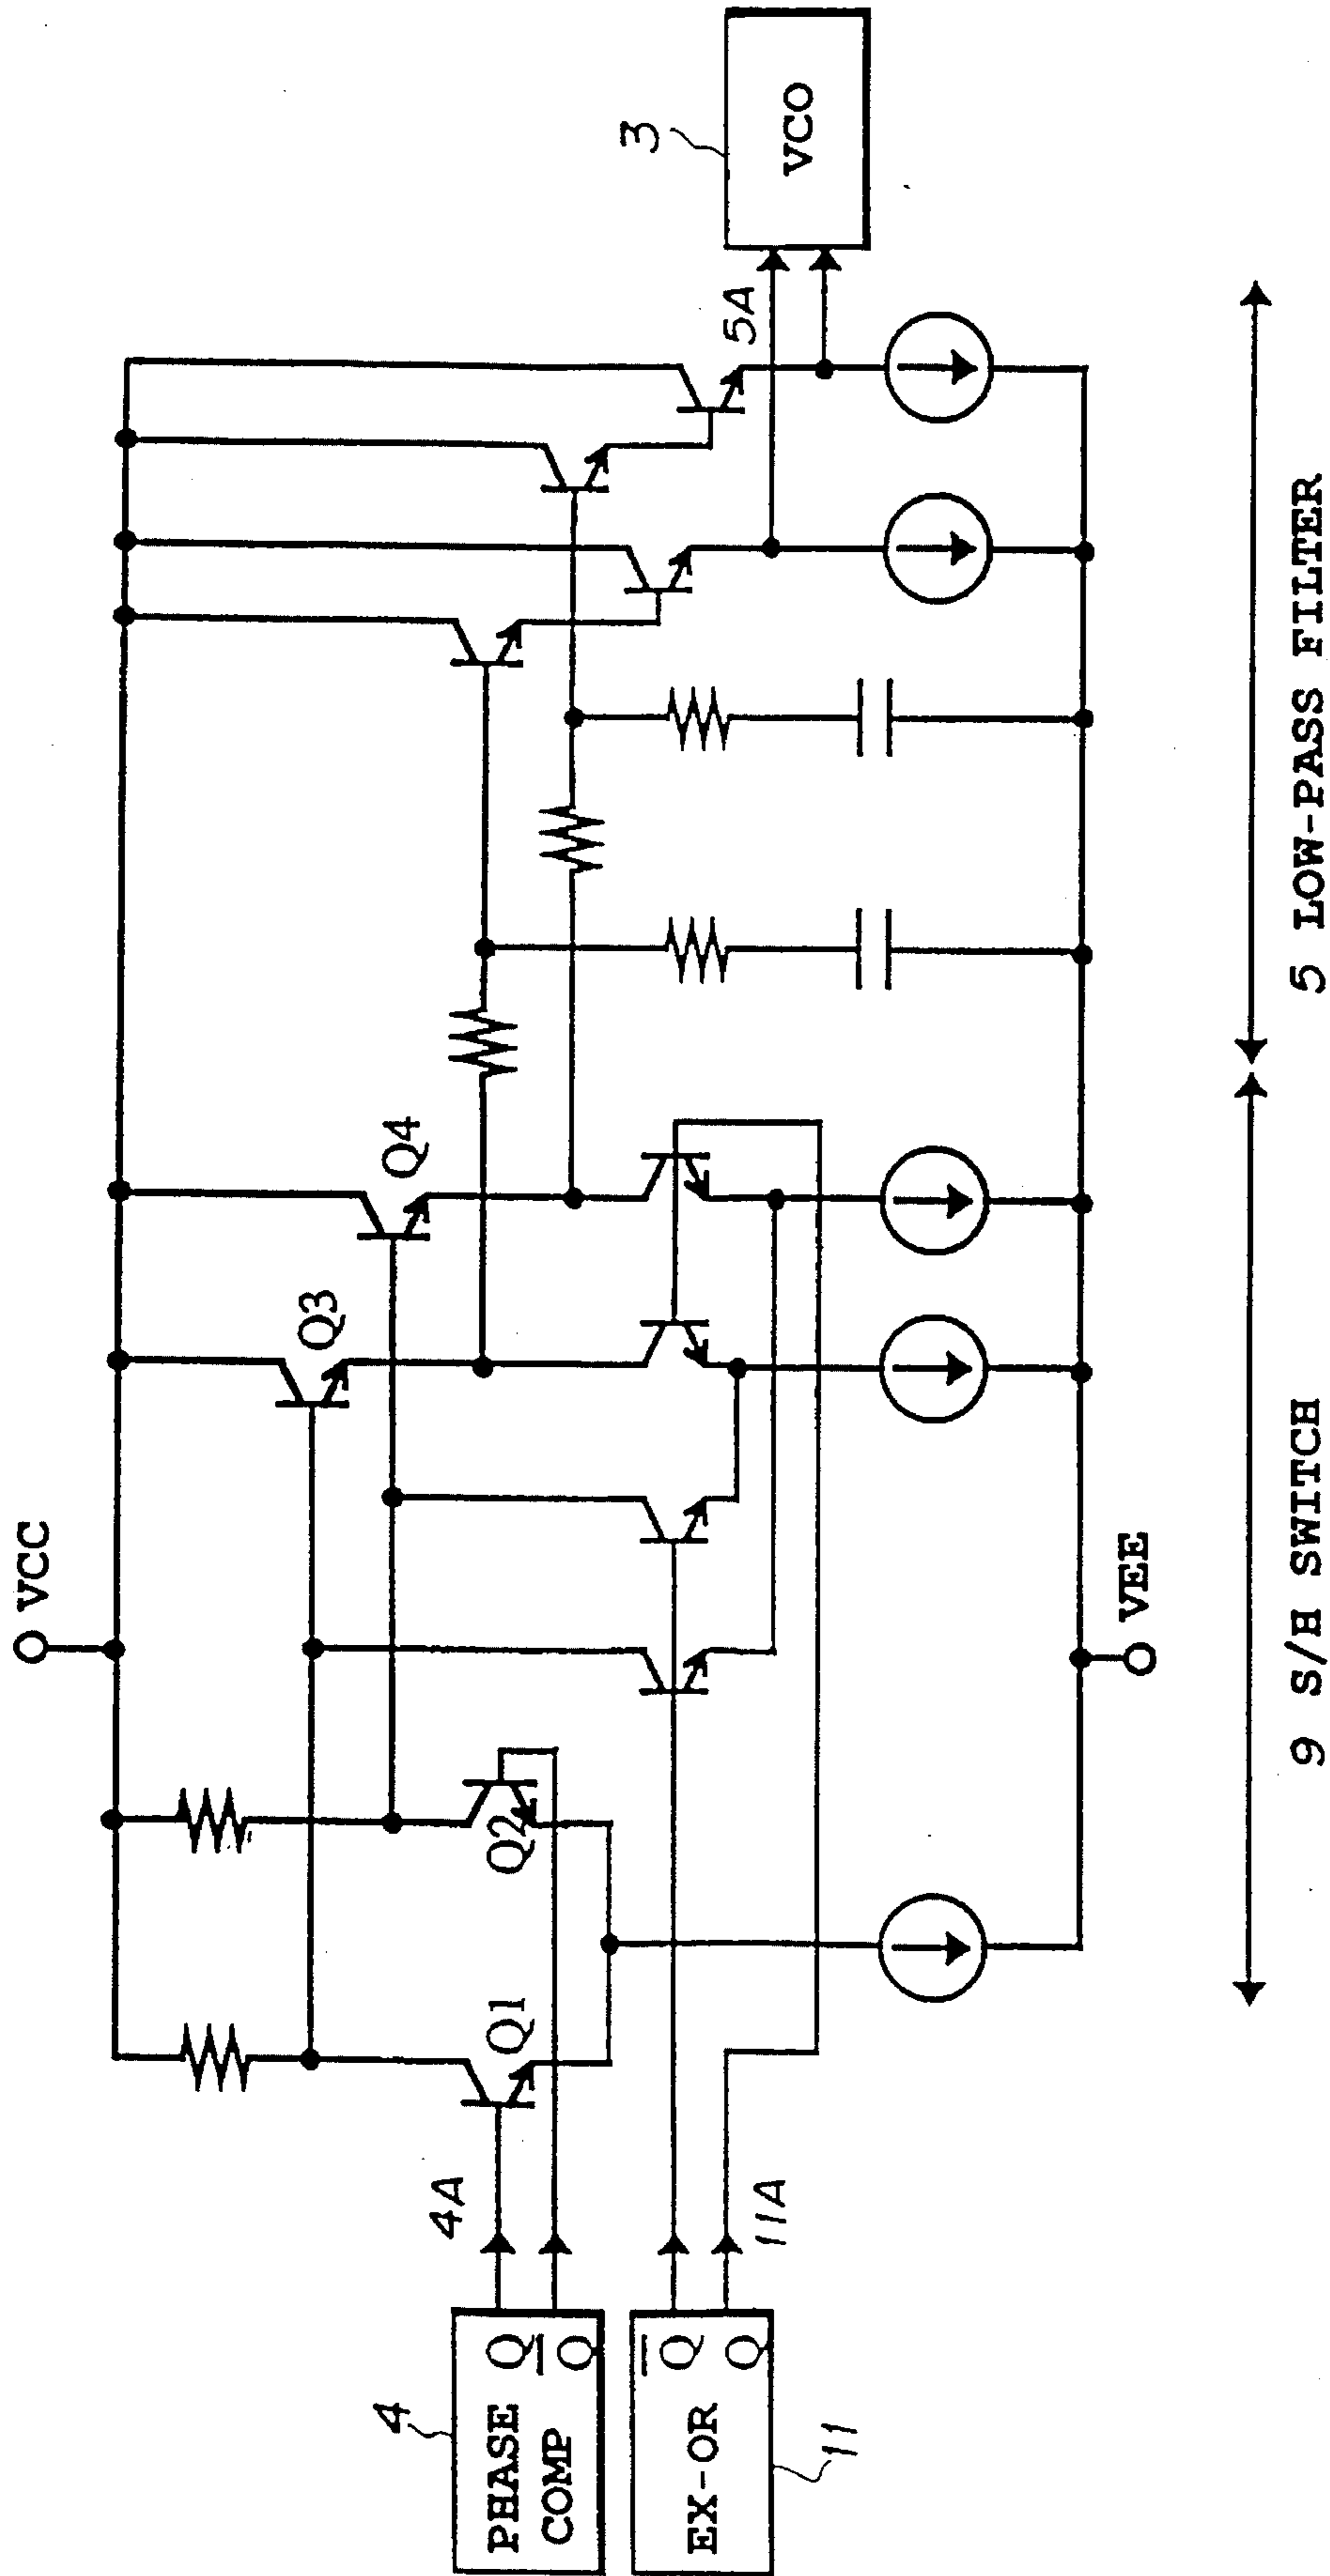 VCC
Q3
Q4
Q1
Q2
4
PHASE
COMP
Q
Q̅
4A
EX-OR
Q̅
Q
11
11A
5A
3
VCO
VEE
9 S/H SWITCH
5 LOW-PASS FILTER